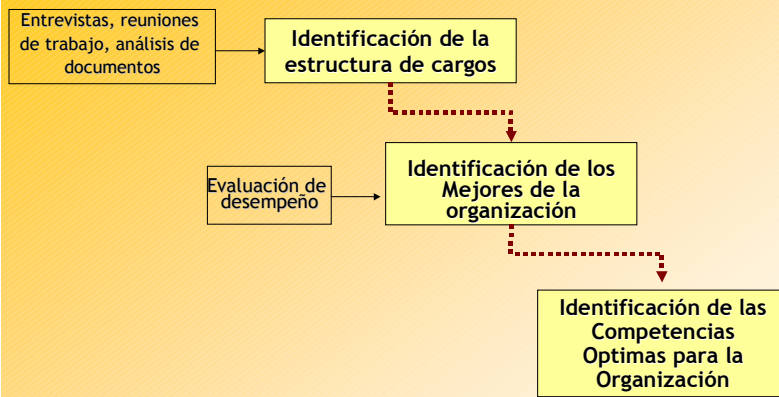 Entrevistas, reuniones
de trabajo, análisis de
documentos
Identificación de la
estructura de cargos
Evaluación de
desempeño
Identificación de los
Mejores de la
organización
Identificación de las
Competencias
Optimas para la
Organización